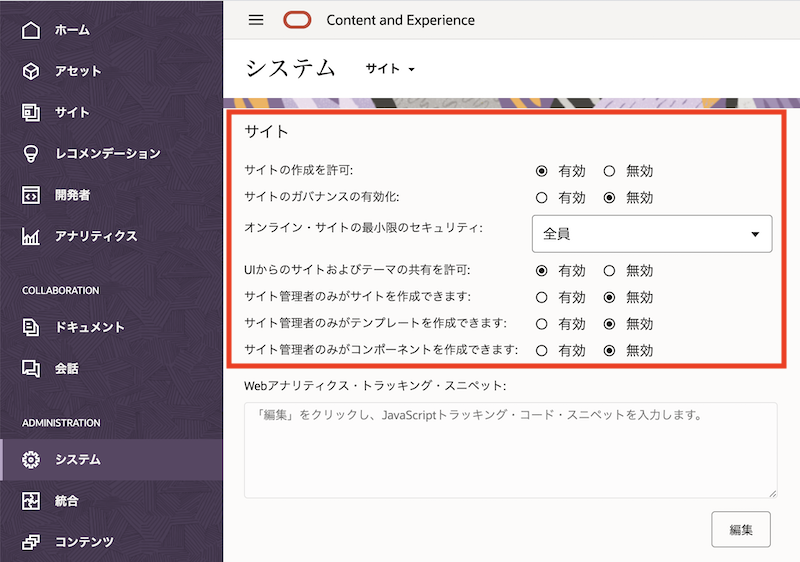 ホーム
アセット
サイト
レコメンデーション
開発者
アナリティクス
COLLABORATION
ドキュメント
会話
ADMINISTRATION
システム
統合
コンテンツ
Content and Experience
システム サイト
サイト
サイトの作成を許可: 有効 無効
サイトのガバナンスの有効化: 有効 無効
オンライン・サイトの最小限のセキュリティ: 全員
UIからのサイトおよびテーマの共有を許可: 有効 無効
サイト管理者のみがサイトを作成できます: 有効 無効
サイト管理者のみがテンプレートを作成できます: 有効 無効
サイト管理者のみがコンポーネントを作成できます: 有効 無効
Webアナリティクス・トラッキング・スニペット:
「編集」をクリックし、JavaScriptトラッキング・コード・スニペットを入力します。
編集